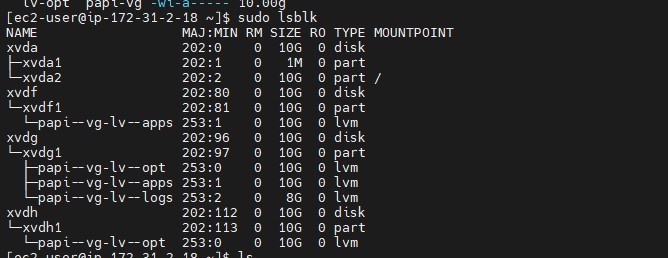 lv-opt papi-vg -wi-a----- 10.00g
[ec2-user@ip-172-31-2-18 ~]$ sudo lsblk
NAME                  MAJ:MIN RM SIZE RO TYPE MOUNTPOINT
xvda                  202:0    0  10G  0 disk
├─xvda1               202:1    0   1M  0 part
└─xvda2               202:2    0  10G  0 part /
xvdf                  202:80   0  10G  0 disk
└─xvdf1               202:81   0  10G  0 part
  └─papi--vg-lv--apps 253:1    0  10G  0 lvm
xvdg                  202:96   0  10G  0 disk
└─xvdg1               202:97   0  10G  0 part
  ├─papi--vg-lv--opt  253:0    0  10G  0 lvm
  ├─papi--vg-lv--apps 253:1    0  10G  0 lvm
  └─papi--vg-lv--logs 253:2    0   8G  0 lvm
xvdh                  202:112  0  10G  0 disk
└─xvdh1               202:113  0  10G  0 part
  └─papi--vg-lv--opt  253:0    0  10G  0 lvm
[ec2-user@ip-172-31-2-18 ~]$ ls